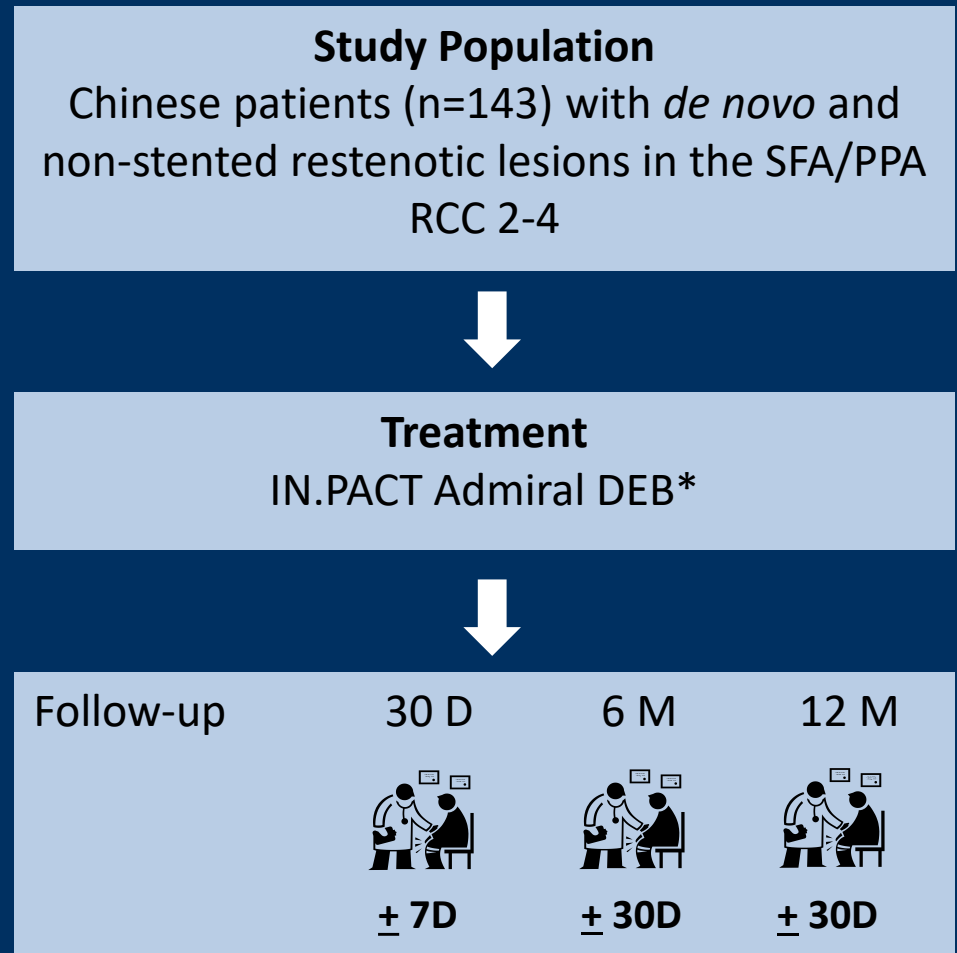 Study Population
Chinese patients (n=143) with de novo and
non-stented restenotic lesions in the SFA/PPA
RCC 2-4
Treatment
IN.PACT Admiral DEB*
Follow-up 30 D 6 M 12 M
± 7D ± 30D ± 30D